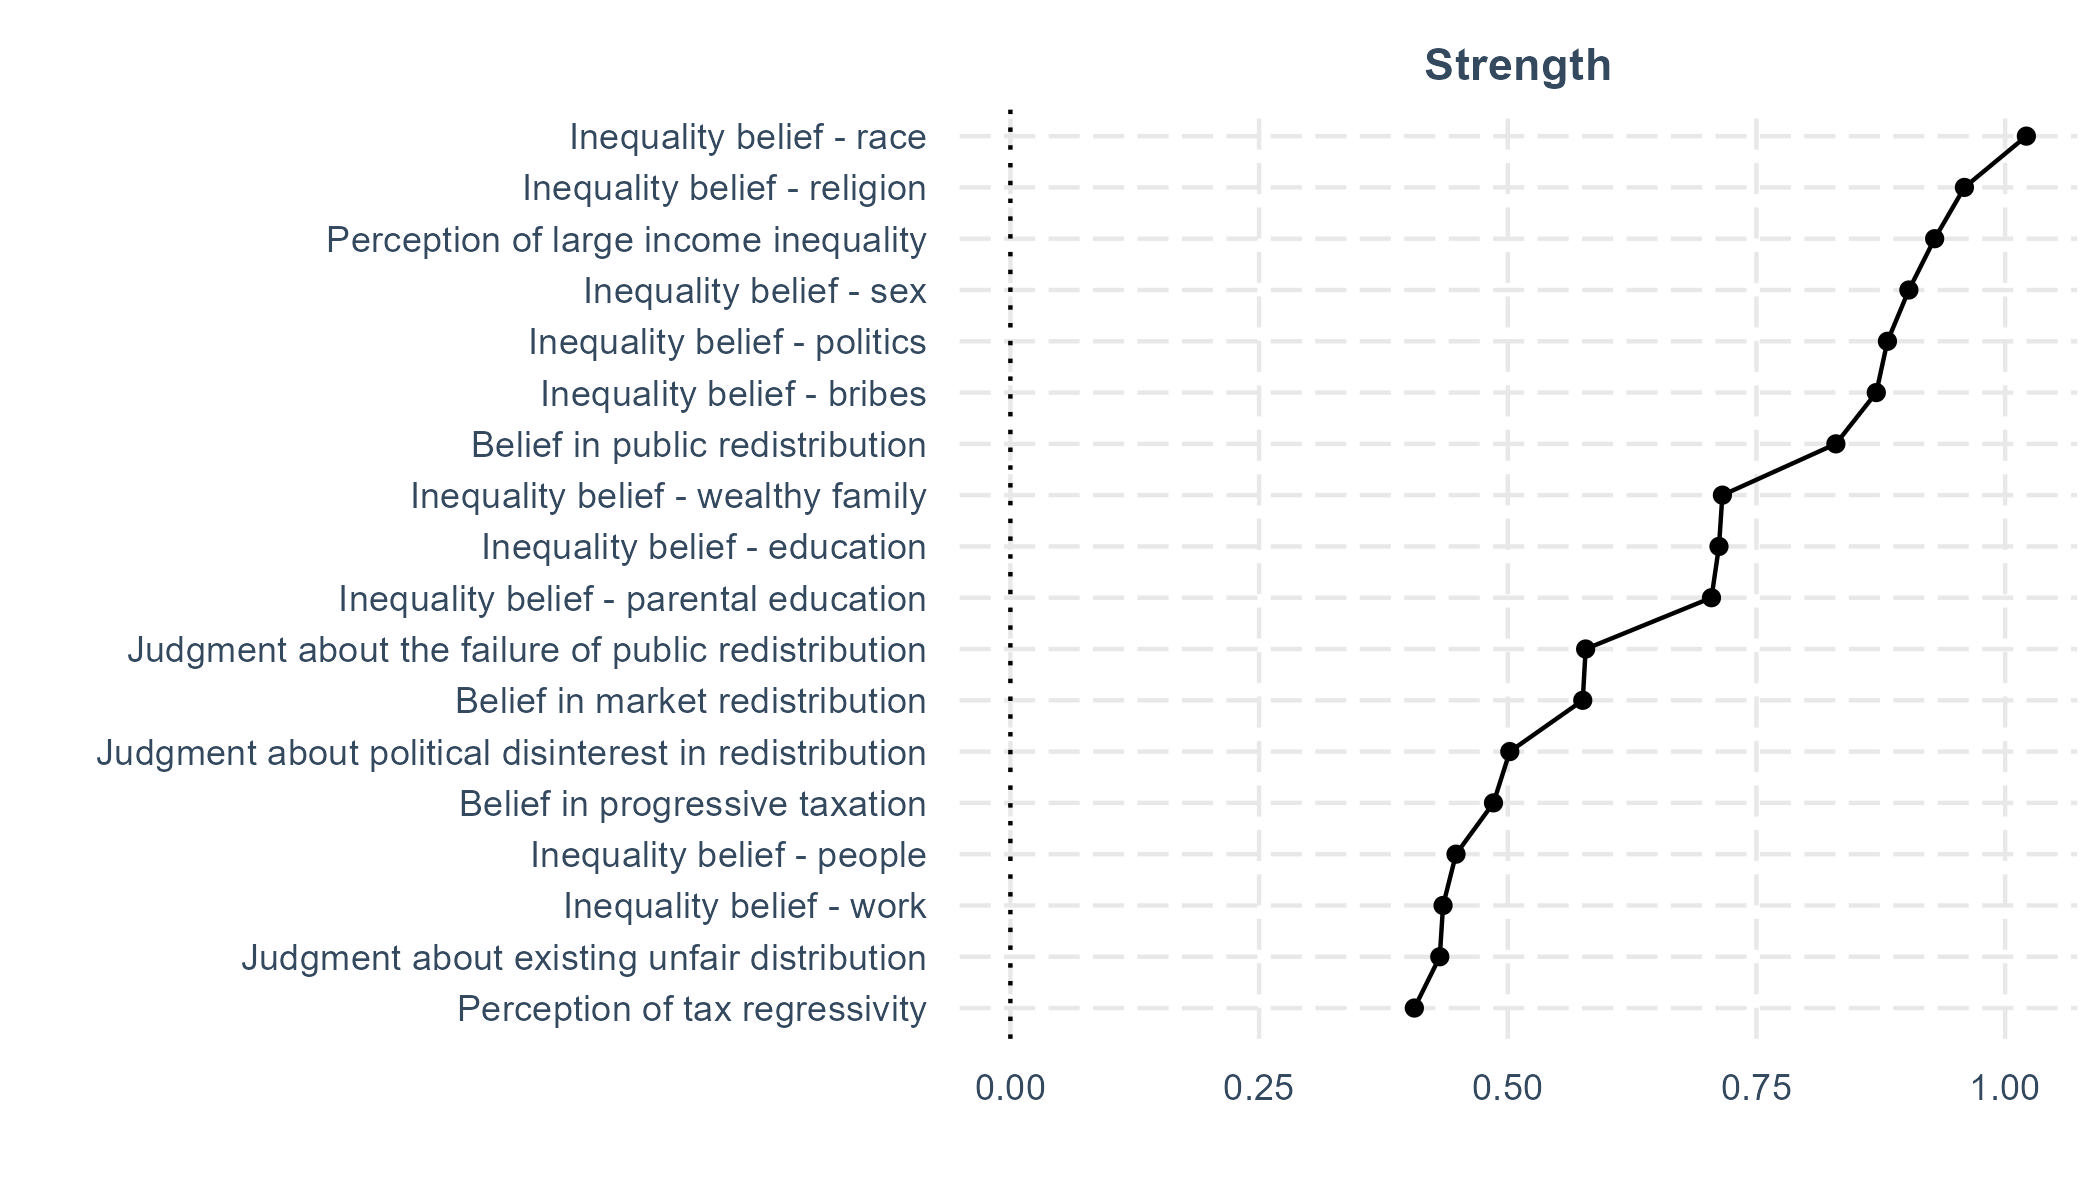 Strength
Inequality belief - race
Inequality belief - religion
Perception of large income inequality
Inequality belief - sex
Inequality belief - politics
Inequality belief - bribes
Belief in public redistribution
Inequality belief - wealthy family
Inequality belief - education
Inequality belief - parental education
Judgment about the failure of public redistribution
Belief in market redistribution
Judgment about political disinterest in redistribution
Belief in progressive taxation
Inequality belief - people
Inequality belief - work
Judgment about existing unfair distribution
Perception of tax regressivity
0.00 0.25 0.50 0.75 1.00